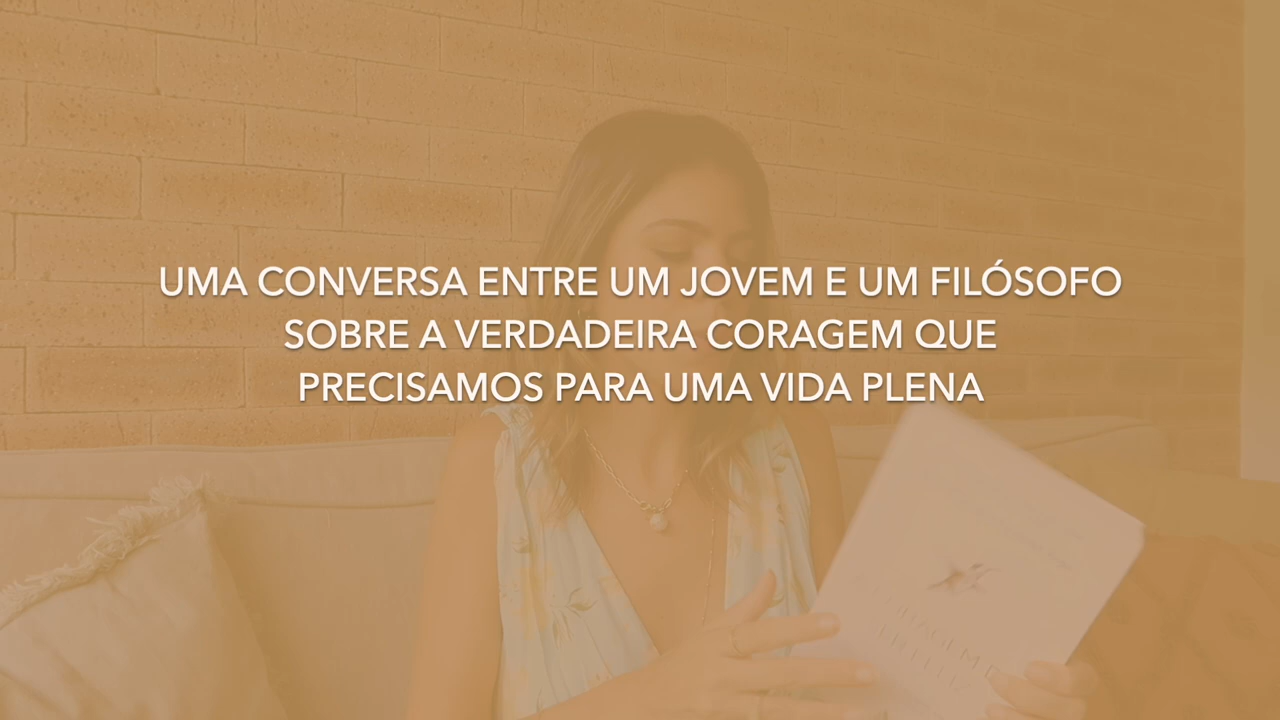 UMA CONVERSA ENTRE UM JOVEM E UM FILÓSOFO
SOBRE A VERDADEIRA CORAGEM QUE
PRECISAMOS PARA UMA VIDA PLENA